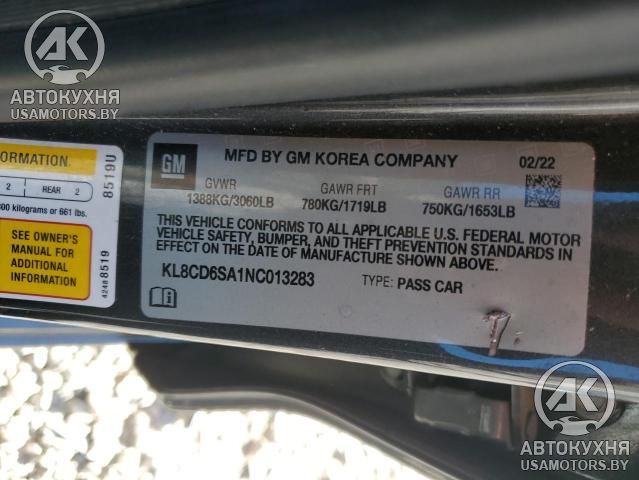 АК
АВТОКУХНЯ
USAMOTORS.BY
ORMATION.
2 REAR 2
00 kilograms or 661 lbs.
SEE OWNER'S
MANUAL FOR
ADDITIONAL
INFORMATION
8519U
42488519
GM
MFD BY GM KOREA COMPANY
02/22
GVWR GAWR FRT GAWR RR
1388KG/3060LB 780KG/1719LB 750KG/1653LB
THIS VEHICLE CONFORMS TO ALL APPLICABLE U.S. FEDERAL MOTOR
VEHICLE SAFETY, BUMPER, AND THEFT PREVENTION STANDARDS IN
EFFECT ON THE DATE OF MANUFACTURE SHOWN ABOVE.
KL8CD6SA1NC013283 TYPE: PASS CAR
АК
АВТОКУХНЯ
USAMOTORS.BY